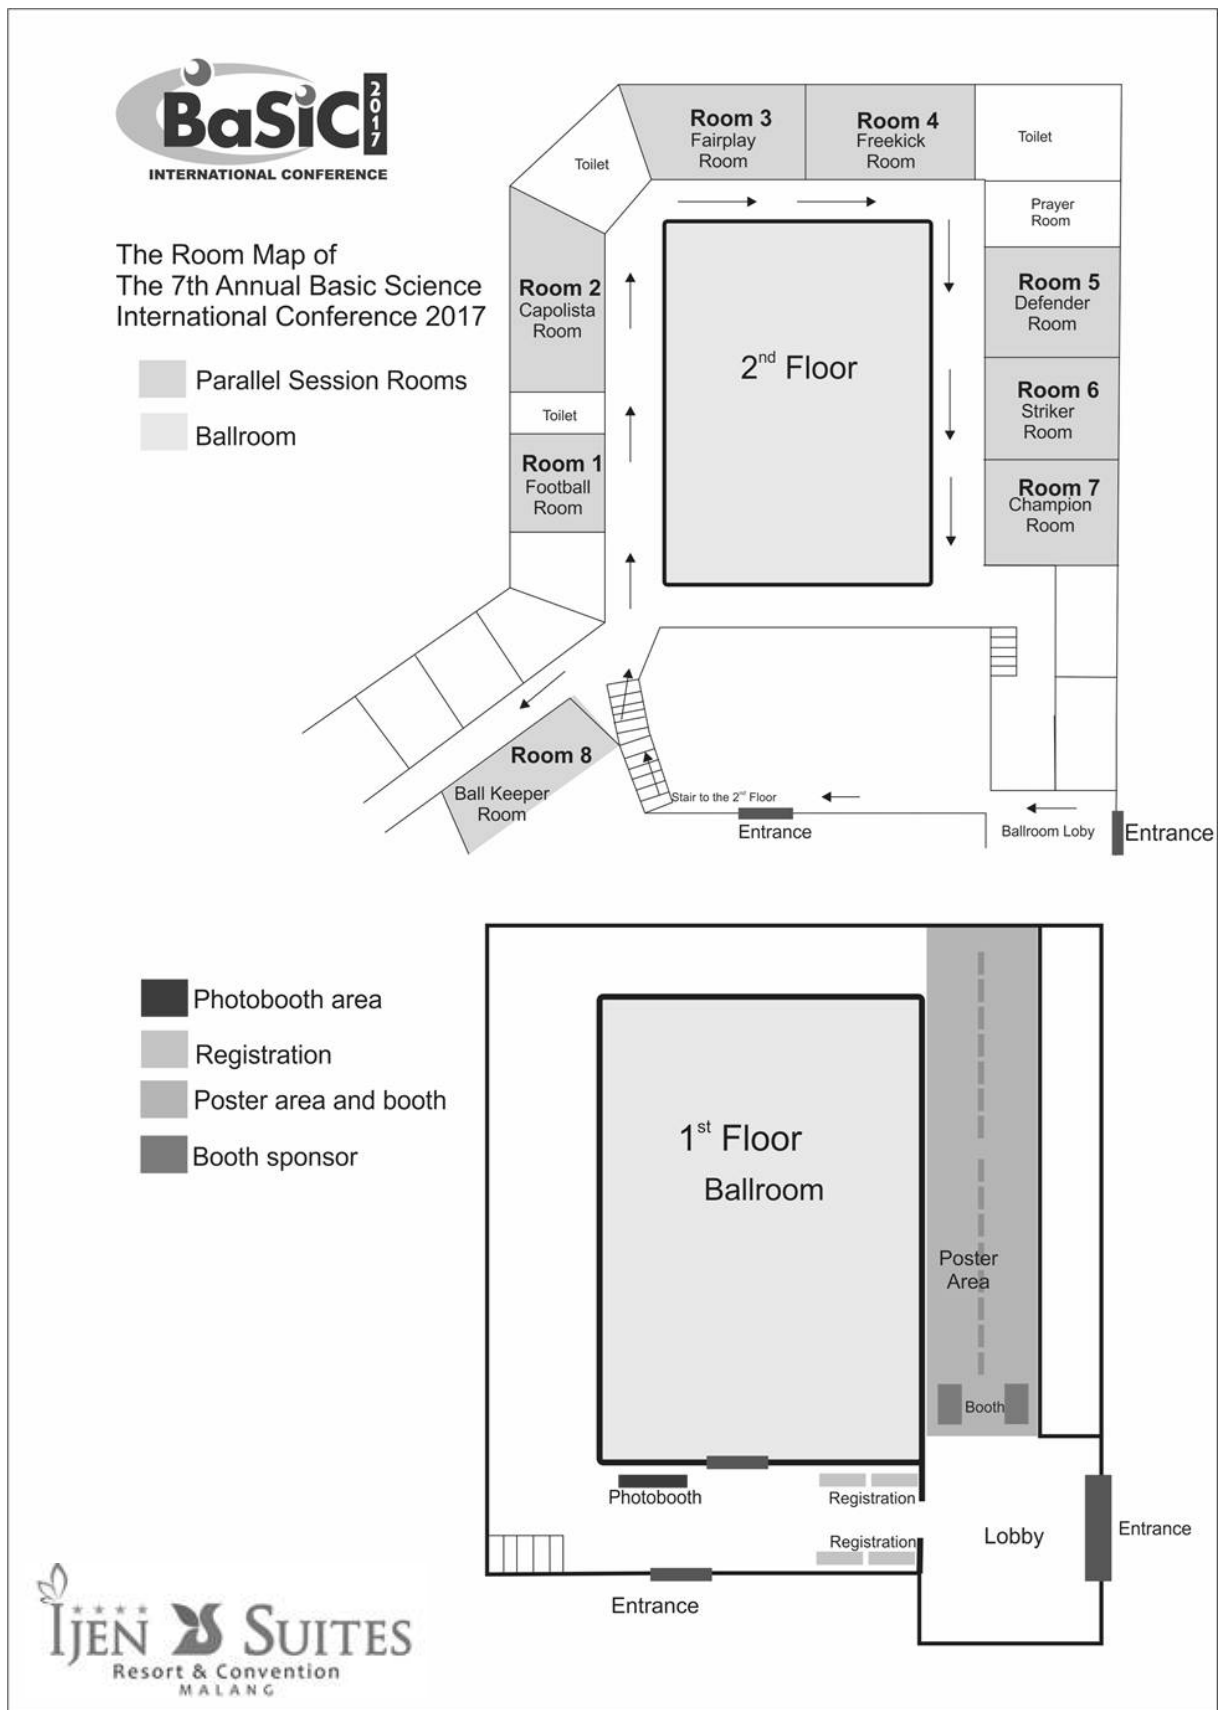 BaSiC 2017
INTERNATIONAL CONFERENCE
The Room Map of
The 7th Annual Basic Science
International Conference 2017
Parallel Session Rooms
Ballroom
Toilet
Room 3
Fairplay
Room
Room 4
Freekick
Room
Toilet
Prayer
Room
Room 2
Capolista
Room
Toilet
Room 1
Football
Room
2nd Floor
Room 5
Defender
Room
Room 6
Striker
Room
Room 7
Champion
Room
Room 8
Ball Keeper
Room
Stair to the 2nd Floor
Entrance
Ballroom Loby
Entrance
Photobooth area
Registration
Poster area and booth
Booth sponsor
1st Floor
Ballroom
Poster
Area
Booth
Photobooth
Registration
Registration
Lobby
Entrance
Entrance
IJEN SUITES
Resort & Convention
MALANG